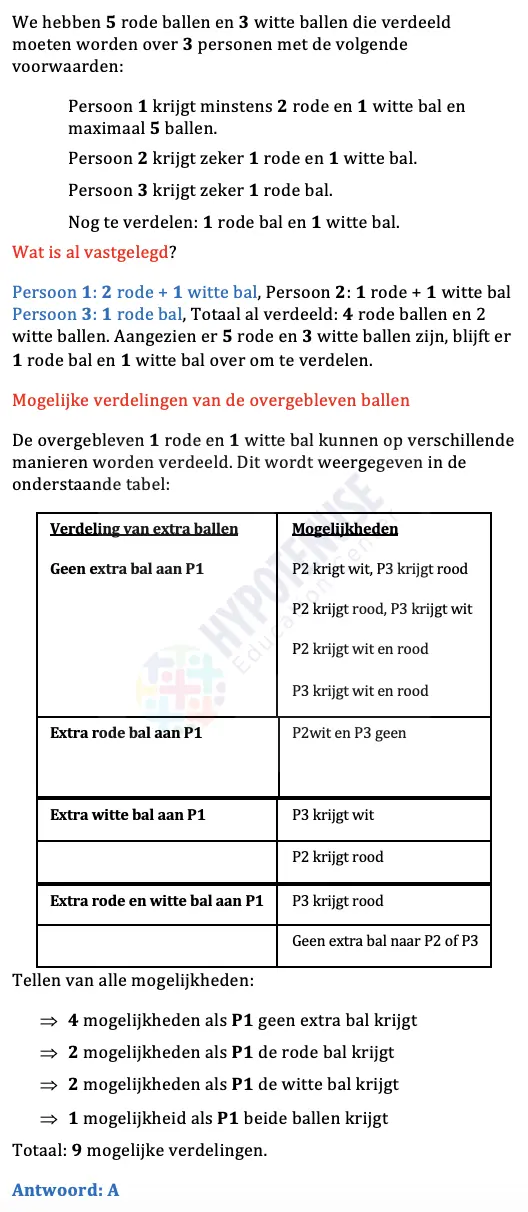 We hebben 5 rode ballen en 3 witte ballen die verdeeld
moeten worden over 3 personen met de volgende
voorwaarden:
Persoon 1 krijgt minstens 2 rode en 1 witte bal en
maximaal 5 ballen.
Persoon 2 krijgt zeker 1 rode en 1 witte bal.
Persoon 3 krijgt zeker 1 rode bal.
Nog te verdelen: 1 rode bal en 1 witte bal.
Wat is al vastgelegd?
Persoon 1: 2 rode + 1 witte bal, Persoon 2: 1 rode + 1 witte bal
Persoon 3: 1 rode bal, Totaal al verdeeld: 4 rode ballen en 2
witte ballen. Aangezien er 5 rode en 3 witte ballen zijn, blijft er
1 rode bal en 1 witte bal over om te verdelen.
Mogelijke verdelingen van de overgebleven ballen
De overgebleven 1 rode en 1 witte bal kunnen op verschillende
manieren worden verdeeld. Dit wordt weergegeven in de
onderstaande tabel:
Verdeling van extra ballen
Mogelijkheden
Geen extra bal aan P1
P2 krigt wit, P3 krijgt rood
P2 krijgt rood, P3 krijgt wit
P2 krijgt wit en rood
P3 krijgt wit en rood
Extra rode bal aan P1
P2wit en P3 geen
Extra witte bal aan P1
P3 krijgt wit
P2 krijgt rood
Extra rode en witte bal aan P1
P3 krijgt rood
Geen extra bal naar P2 of P3
HYPOTENUSE
Education Center
Tellen van alle mogelijkheden:
⇒ 4 mogelijkheden als P1 geen extra bal krijgt
⇒ 2 mogelijkheden als P1 de rode bal krijgt
⇒ 2 mogelijkheden als P1 de witte bal krijgt
⇒ 1 mogelijkheid als P1 beide ballen krijgt
Totaal: 9 mogelijke verdelingen.
Antwoord: A